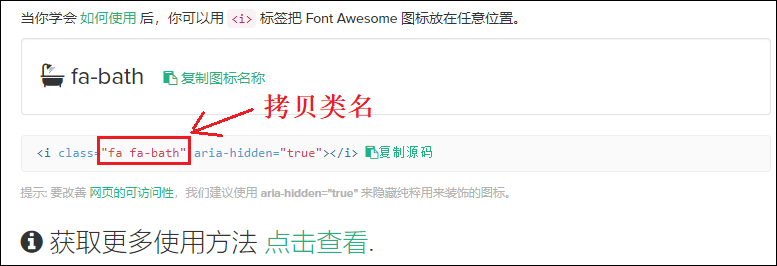 当你学会 如何使用 后，你可以用 <i> 标签把 Font Awesome 图标放在任意位置。
fa-bath 复制图标名称
拷贝类名
<i class="fa fa-bath" aria-hidden="true"></i> 复制源码
提示: 要改善 网页的可访问性，我们建议使用 aria-hidden="true" 来隐藏纯粹用来装饰的图标。
获取更多使用方法 点击查看.